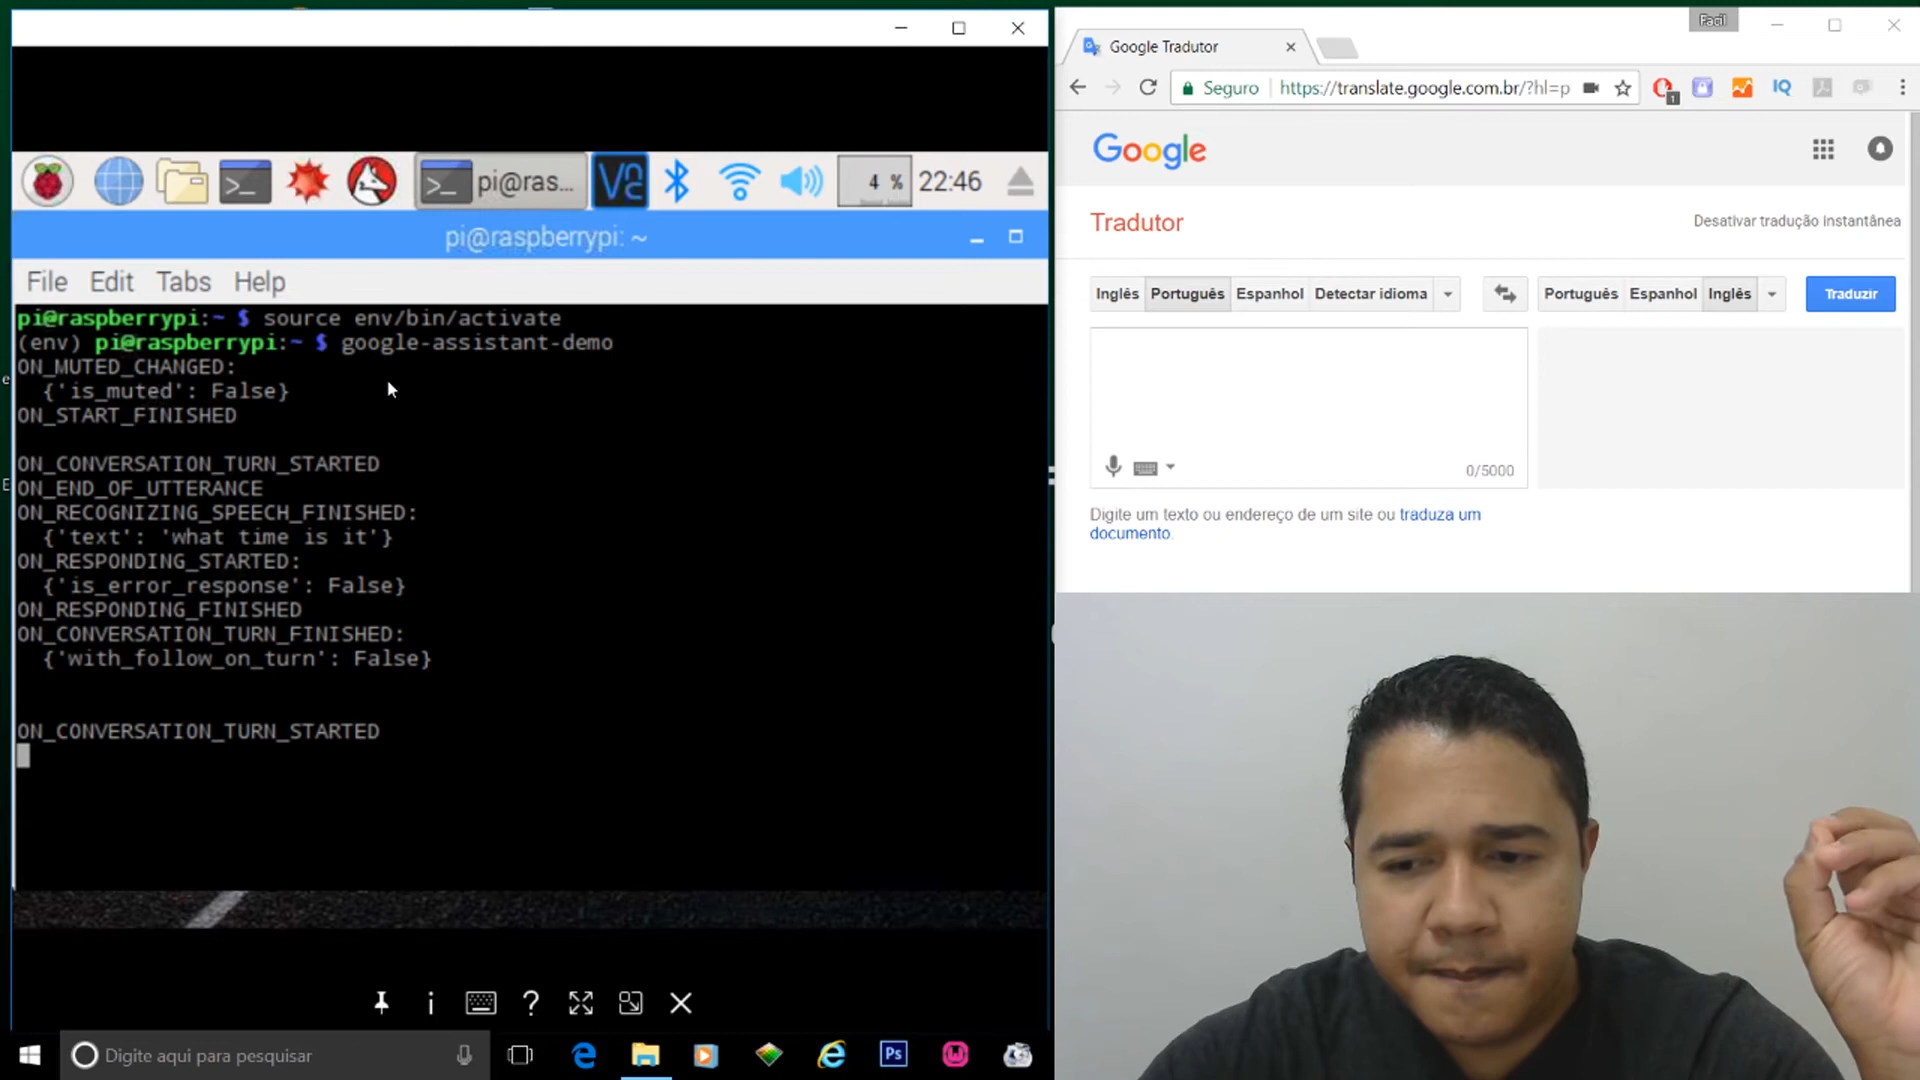 pi@ras...
4 %
22:46
pi@raspberrypi: ~
File Edit Tabs Help
pi@raspberrypi:~ $ source env/bin/activate
(env) pi@raspberrypi:~ $ google-assistant-demo
ON_MUTED_CHANGED:
{'is_muted': False}
ON_START_FINISHED
ON_CONVERSATION_TURN_STARTED
ON_END_OF_UTTERANCE
ON_RECOGNIZING_SPEECH_FINISHED:
{'text': 'what time is it'}
ON_RESPONDING_STARTED:
{'is_error_response': False}
ON_RESPONDING_FINISHED
ON_CONVERSATION_TURN_FINISHED:
{'with_follow_on_turn': False}
ON_CONVERSATION_TURN_STARTED
Digite aqui para pesquisar
Ps
Facil
Google Tradutor
Seguro
https://translate.google.com.br/?hl=p
1
IQ
Google
Tradutor
Desativar tradução instantânea
Inglês Português Espanhol Detectar idioma
Português Espanhol Inglês
Traduzir
0/5000
Digite um texto ou endereço de um site ou traduza um
documento.